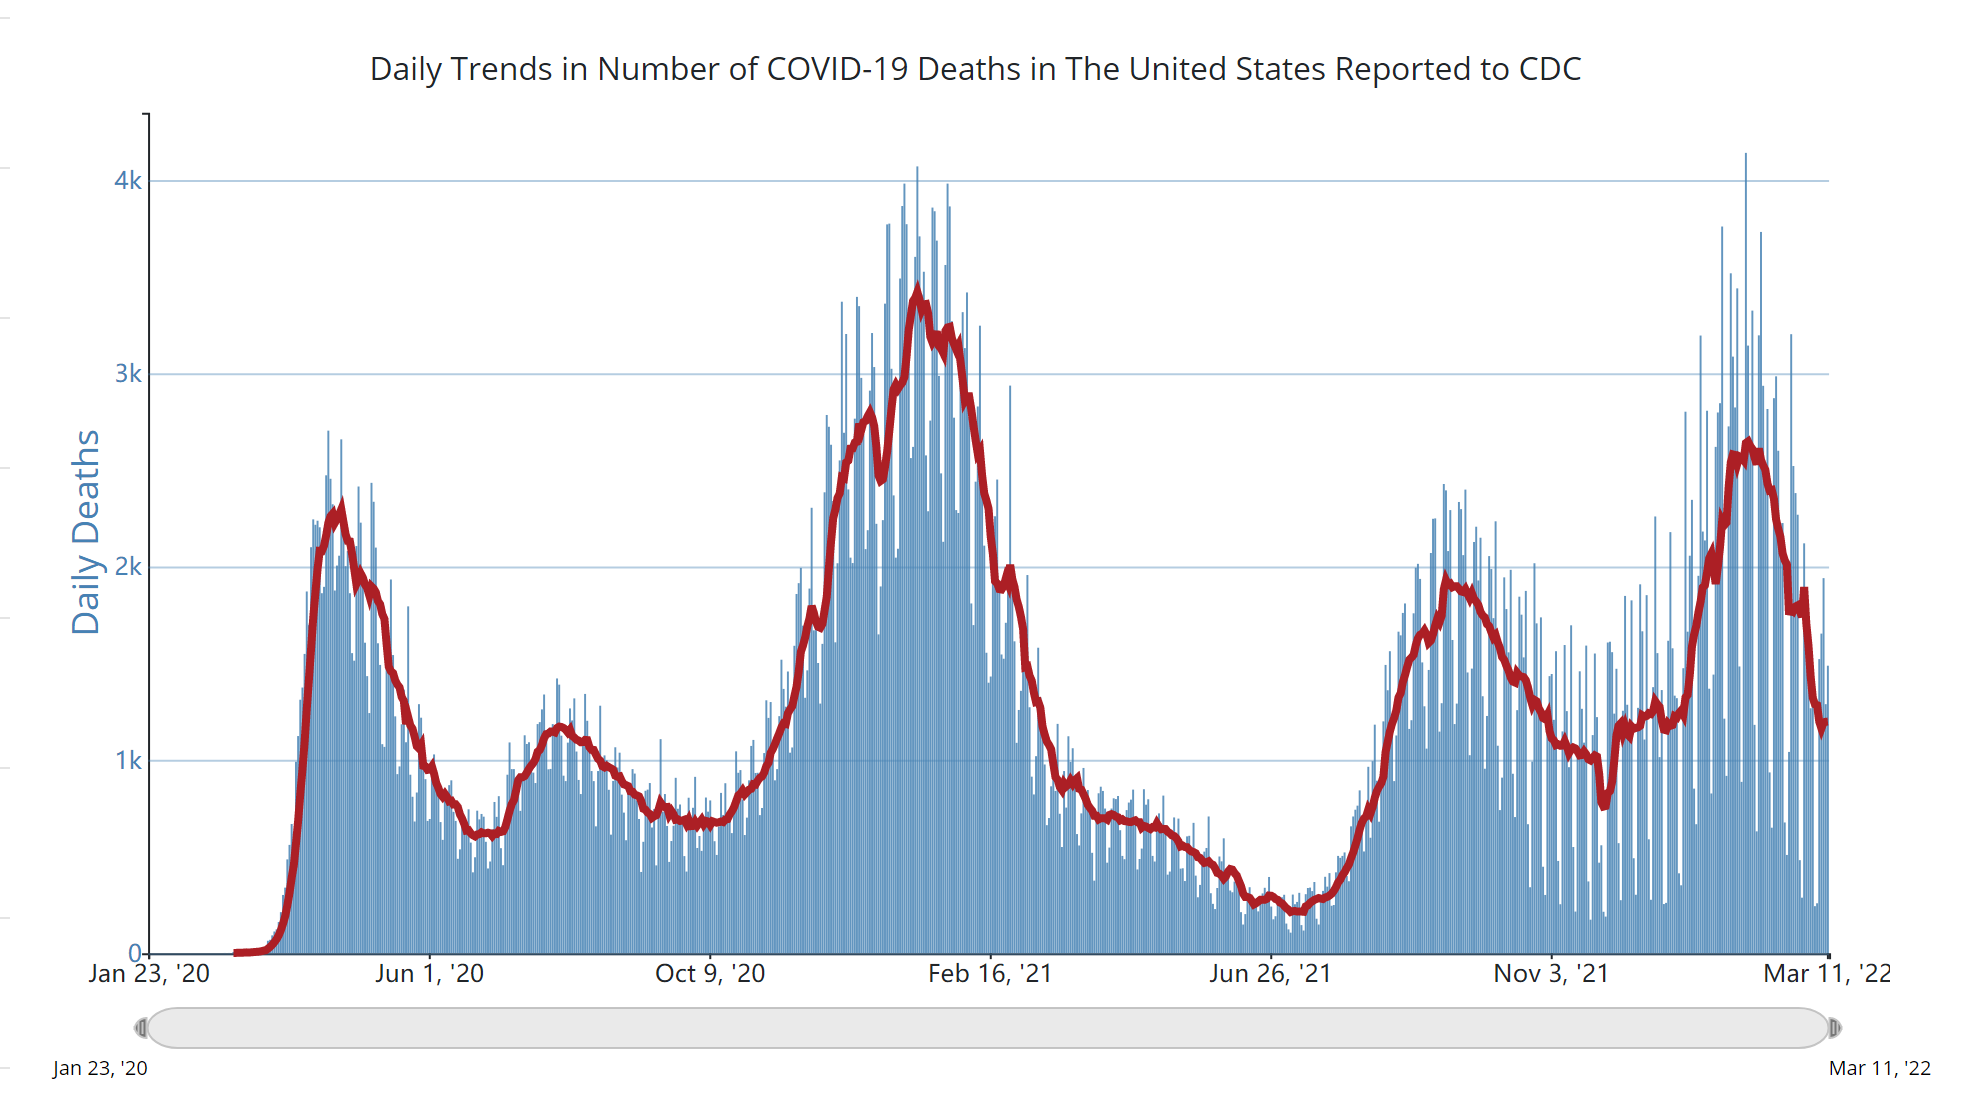 Daily Trends in Number of COVID-19 Deaths in The United States Reported to CDC
4k
3k
2k
1k
0
Daily Deaths
Jan 23, '20 Jun 1, '20 Oct 9, '20 Feb 16, '21 Jun 26, '21 Nov 3, '21 Mar 11, '22
Jan 23, '20 Mar 11, '22